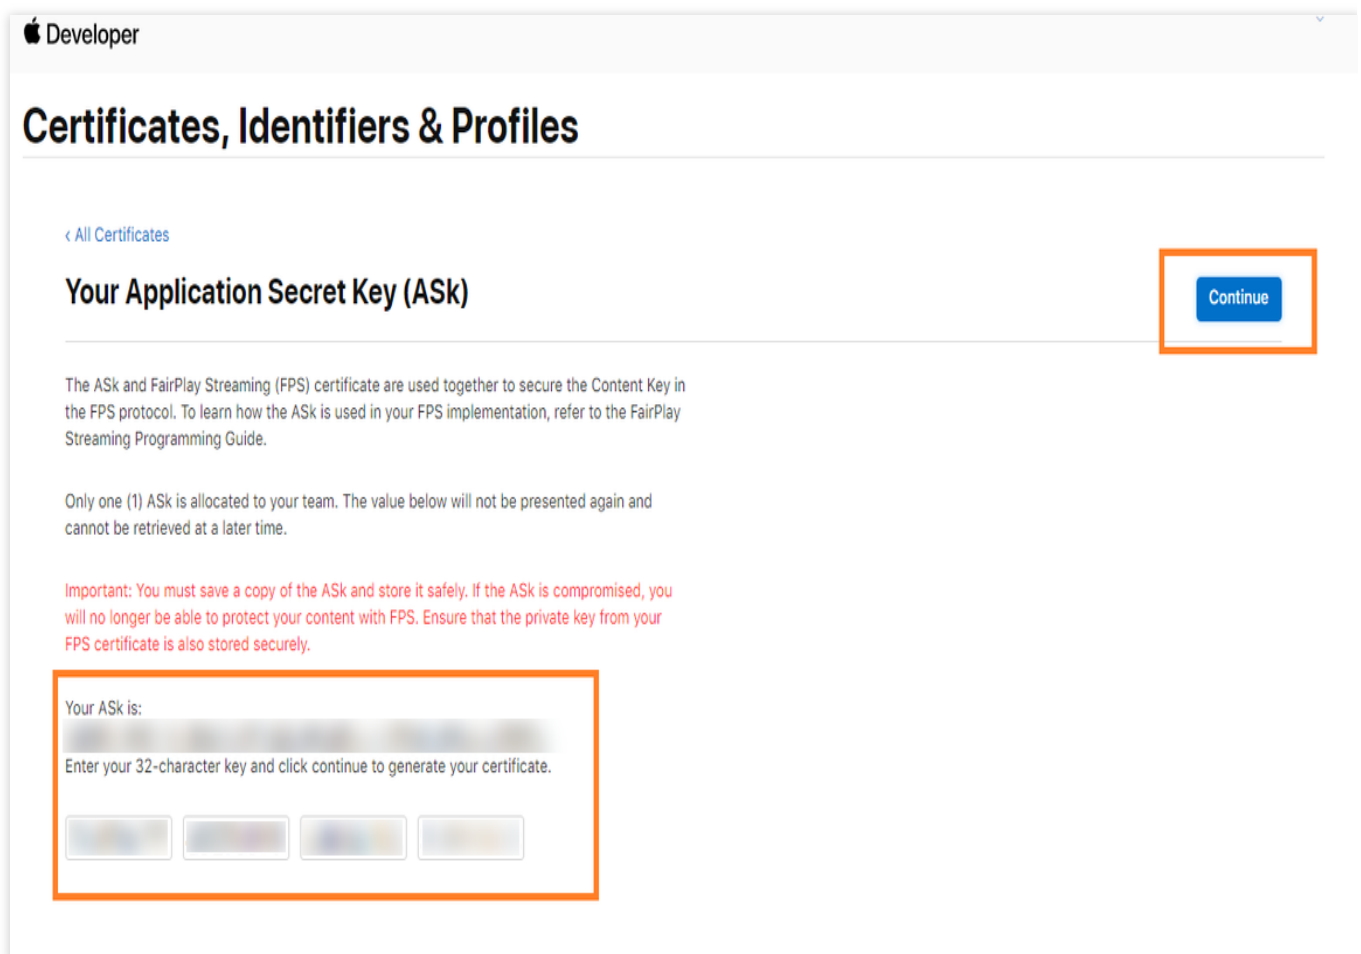 Developer
Certificates, Identifiers & Profiles
‹ All Certificates
Your Application Secret Key (ASk)
Continue
The ASk and FairPlay Streaming (FPS) certificate are used together to secure the Content Key in
the FPS protocol. To learn how the ASk is used in your FPS implementation, refer to the FairPlay
Streaming Programming Guide.
Only one (1) ASk is allocated to your team. The value below will not be presented again and
cannot be retrieved at a later time.
Important: You must save a copy of the ASk and store it safely. If the ASk is compromised, you
will no longer be able to protect your content with FPS. Ensure that the private key from your
FPS certificate is also stored securely.
Your ASk is:
Enter your 32-character key and click continue to generate your certificate.